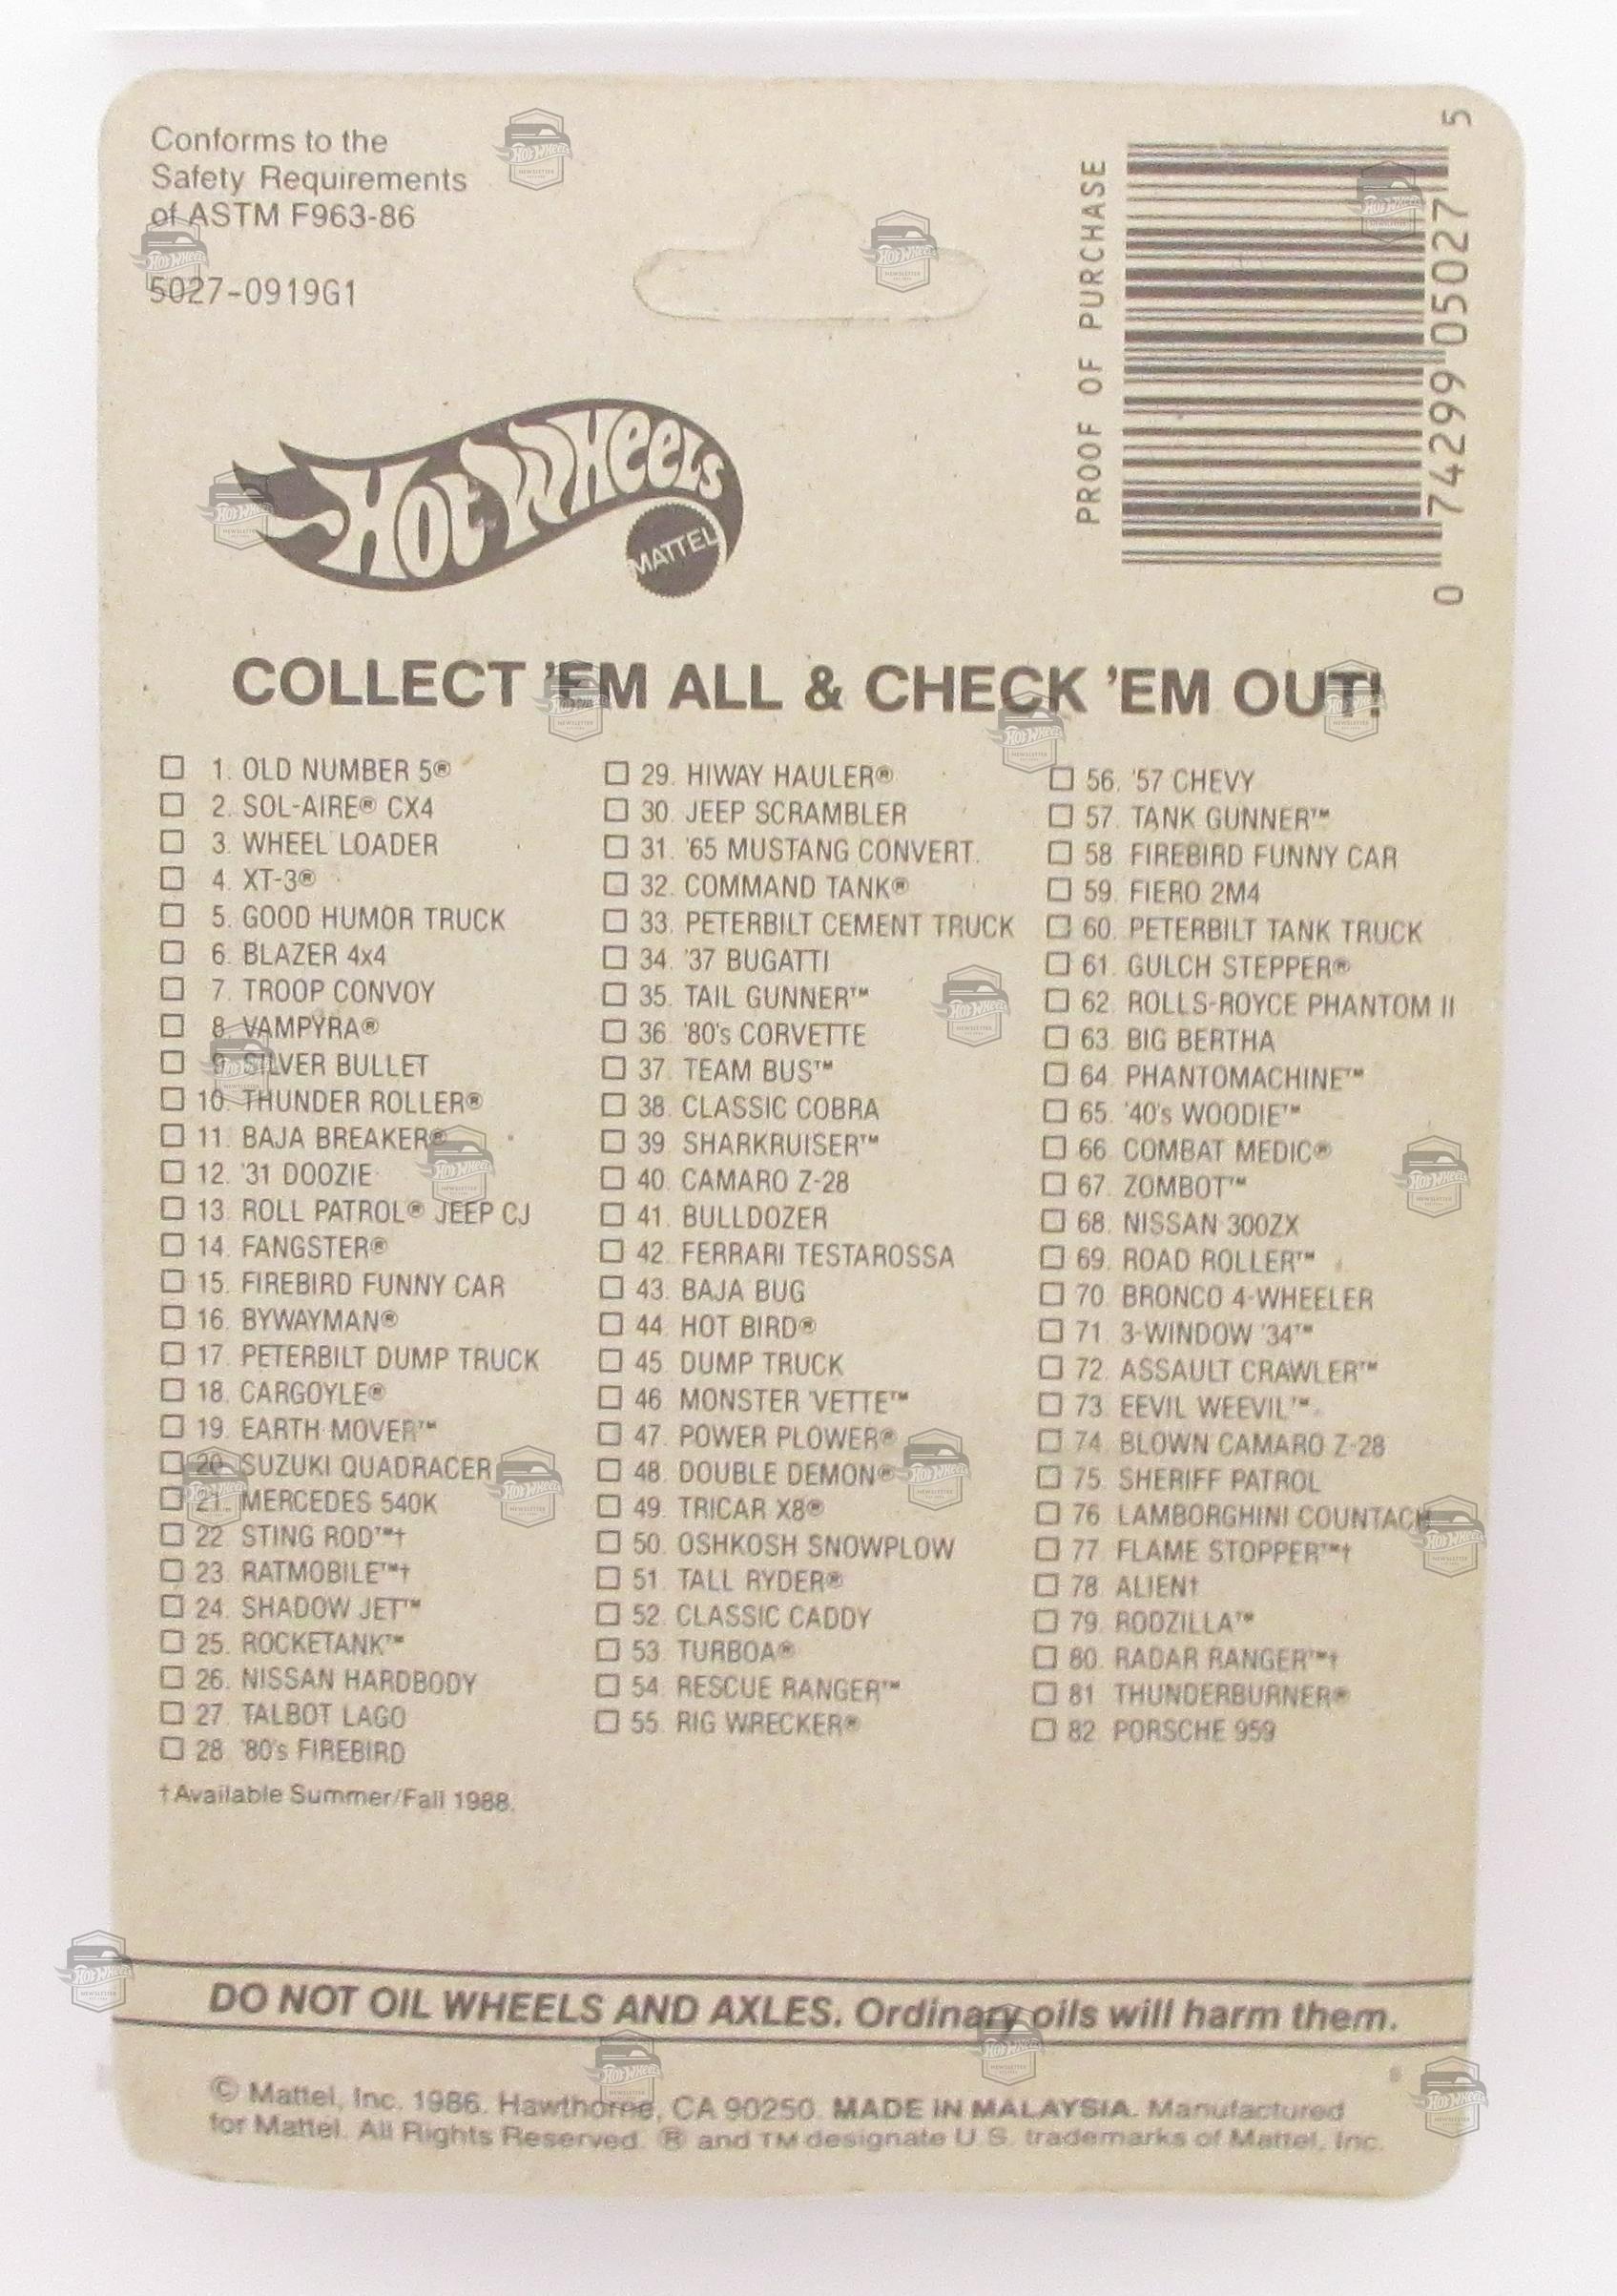 Conforms to the
Safety Requirements
of ASTM F963-86
5027-0919G1
PROOF OF PURCHASE
0 74299 05027 5
HOT WHEELS
MATTEL
COLLECT 'EM ALL & CHECK 'EM OUT!
1. OLD NUMBER 5®
2. SOL-AIRE® CX4
3. WHEEL LOADER
4. XT-3®
5. GOOD HUMOR TRUCK
6. BLAZER 4x4
7. TROOP CONVOY
8. VAMPYRA®
9. SILVER BULLET
10. THUNDER ROLLER®
11. BAJA BREAKER®
12. '31 DOOZIE
13. ROLL PATROL® JEEP CJ
14. FANGSTER®
15. FIREBIRD FUNNY CAR
16. BYWAYMAN®
17. PETERBILT DUMP TRUCK
18. CARGOYLE®
19. EARTH MOVER™
20. SUZUKI QUADRACER
21. MERCEDES 540K
22. STING ROD™†
23. RATMOBILE™†
24. SHADOW JET™
25. ROCKETANK™
26. NISSAN HARDBODY
27. TALBOT LAGO
28. '80's FIREBIRD
†Available Summer/Fall 1988.
29. HIWAY HAULER®
30. JEEP SCRAMBLER
31. '65 MUSTANG CONVERT.
32. COMMAND TANK®
33. PETERBILT CEMENT TRUCK
34. '37 BUGATTI
35. TAIL GUNNER™
36. '80's CORVETTE
37. TEAM BUS™
38. CLASSIC COBRA
39. SHARKRUISER™
40. CAMARO Z-28
41. BULLDOZER
42. FERRARI TESTAROSSA
43. BAJA BUG
44. HOT BIRD®
45. DUMP TRUCK
46. MONSTER 'VETTE™
47. POWER PLOWER®
48. DOUBLE DEMON®
49. TRICAR X8®
50. OSHKOSH SNOWPLOW
51. TALL RYDER®
52. CLASSIC CADDY
53. TURBOA®
54. RESCUE RANGER™
55. RIG WRECKER®
56. '57 CHEVY
57. TANK GUNNER™
58. FIREBIRD FUNNY CAR
59. FIERO 2M4
60. PETERBILT TANK TRUCK
61. GULCH STEPPER®
62. ROLLS-ROYCE PHANTOM II
63. BIG BERTHA
64. PHANTOMACHINE™
65. '40's WOODIE™
66. COMBAT MEDIC®
67. ZOMBOT™
68. NISSAN 300ZX
69. ROAD ROLLER™
70. BRONCO 4-WHEELER
71. 3-WINDOW '34™
72. ASSAULT CRAWLER™
73. EEVIL WEEVIL™
74. BLOWN CAMARO Z-28
75. SHERIFF PATROL
76. LAMBORGHINI COUNTACH
77. FLAME STOPPER™†
78. ALIEN†
79. RODZILLA™
80. RADAR RANGER™†
81. THUNDERBURNER®
82. PORSCHE 959
DO NOT OIL WHEELS AND AXLES. Ordinary oils will harm them.
© Mattel, Inc. 1986. Hawthorne, CA 90250. MADE IN MALAYSIA. Manufactured
for Mattel. All Rights Reserved. ® and TM designate U.S. trademarks of Mattel, Inc.